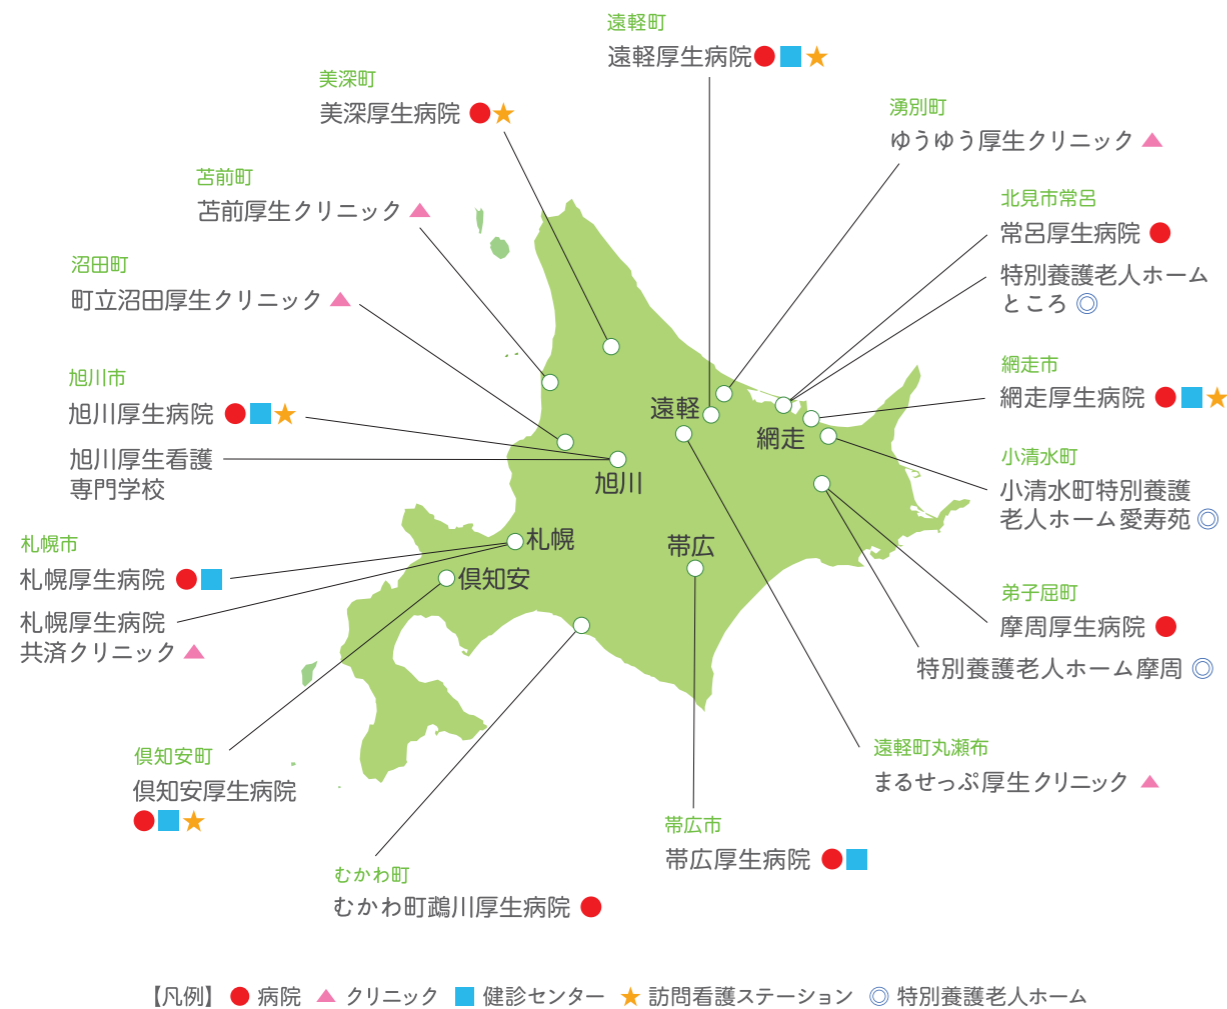 遠軽町
遠軽厚生病院
美深町
美深厚生病院
湧別町
ゆうゆう厚生クリニック
苫前町
苫前厚生クリニック
北見市常呂
常呂厚生病院
特別養護老人ホーム
ところ ◎
沼田町
町立沼田厚生クリニック
網走市
網走厚生病院
旭川市
旭川厚生病院
旭川厚生看護
専門学校
小清水町
小清水町特別養護
老人ホーム愛寿苑 ◎
遠軽
網走
旭川
札幌
倶知安
帯広
札幌市
札幌厚生病院
札幌厚生病院
共済クリニック
弟子屈町
摩周厚生病院
特別養護老人ホーム摩周 ◎
倶知安町
倶知安厚生病院
遠軽町丸瀬布
まるせっぷ厚生クリニック
帯広市
帯広厚生病院
むかわ町
むかわ町鵡川厚生病院
【凡例】 ● 病院 ▲ クリニック ■ 健診センター ★ 訪問看護ステーション ◎ 特別養護老人ホーム